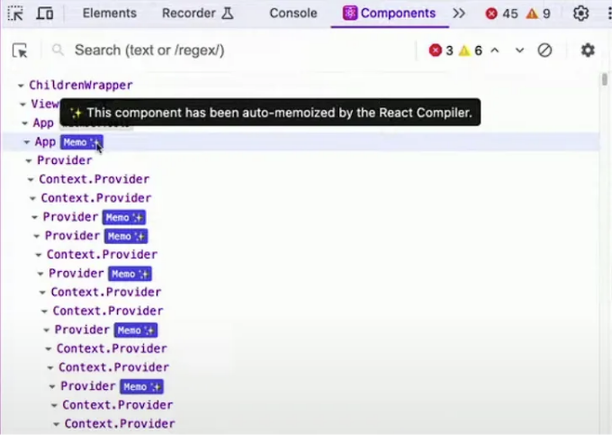 Elements Recorder Console Components 45 9
Search (text or /regex/) 3 6
ChildrenWrapper
View
✨ This component has been auto-memoized by the React Compiler.
App
App Memo ✨
Provider
Context.Provider
Context.Provider
Provider Memo ✨
Provider Memo ✨
Context.Provider
Provider Memo ✨
Context.Provider
Context.Provider
Provider Memo ✨
Context.Provider
Context.Provider
Provider Memo ✨
Context.Provider
Context.Provider